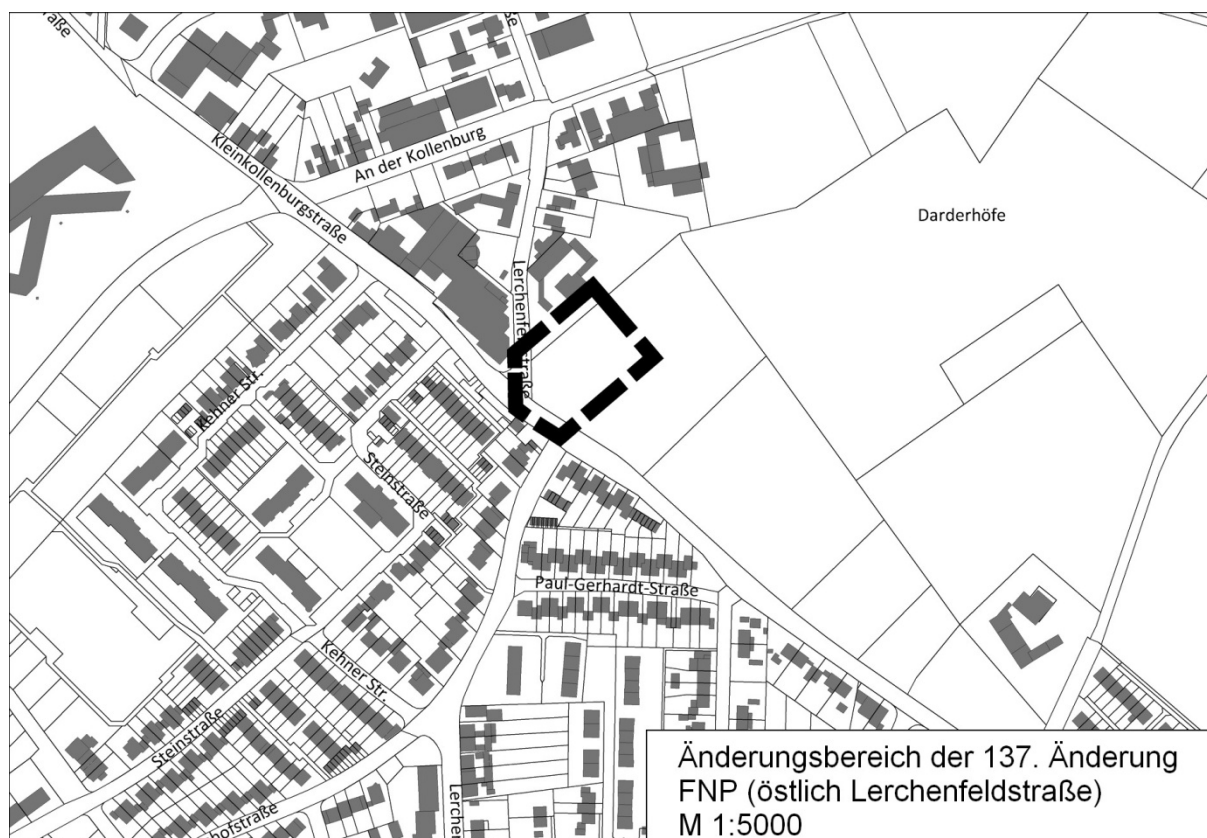 An der Kollenburg
Kleinkollenburgstraße
Darderhöfe
Lerchenfeldstraße
Kehner Str.
Steinstraße
Paul-Gerhardt-Straße
Kehner Str.
Steinstraße
Änderungsbereich der 137. Änderung
FNP (östlich Lerchenfeldstraße)
M 1:5000